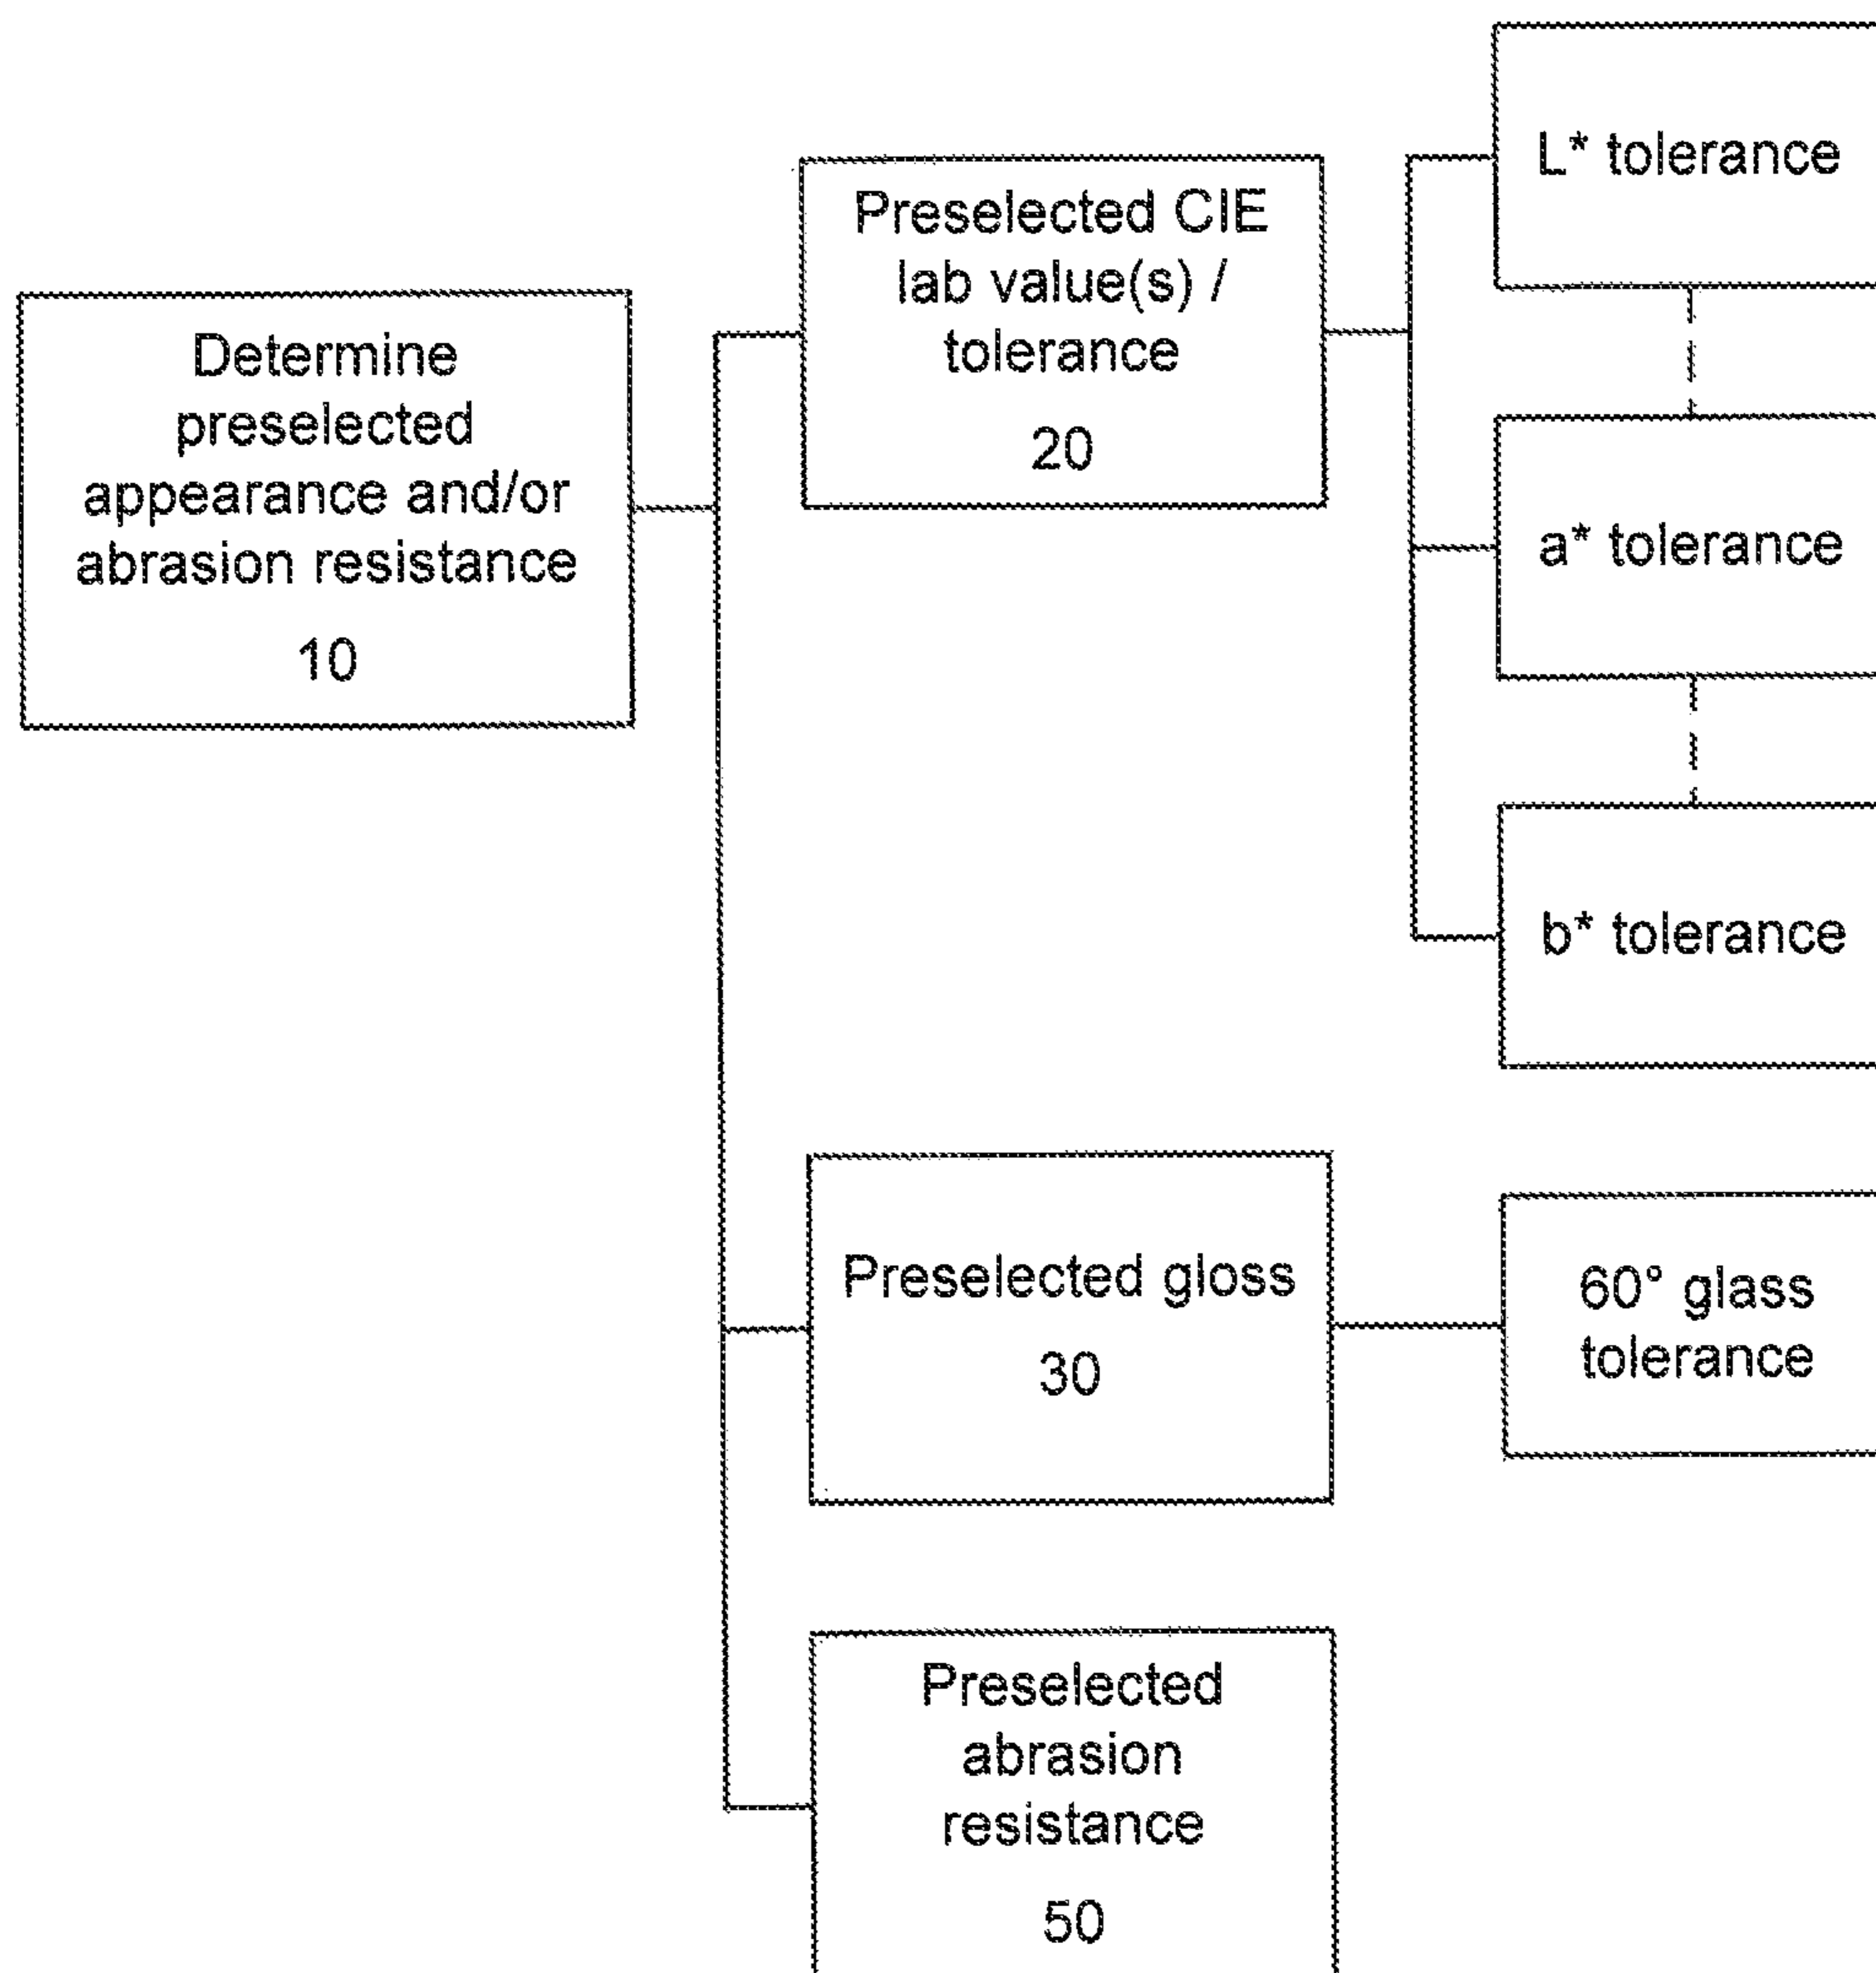 Determine
preselected
appearance and/or
abrasion resistance
10
Preselected CIE
lab value(s) /
tolerance
20
L* tolerance
a* tolerance
b* tolerance
Preselected gloss
30
60° glass
tolerance
Preselected
abrasion
resistance
50